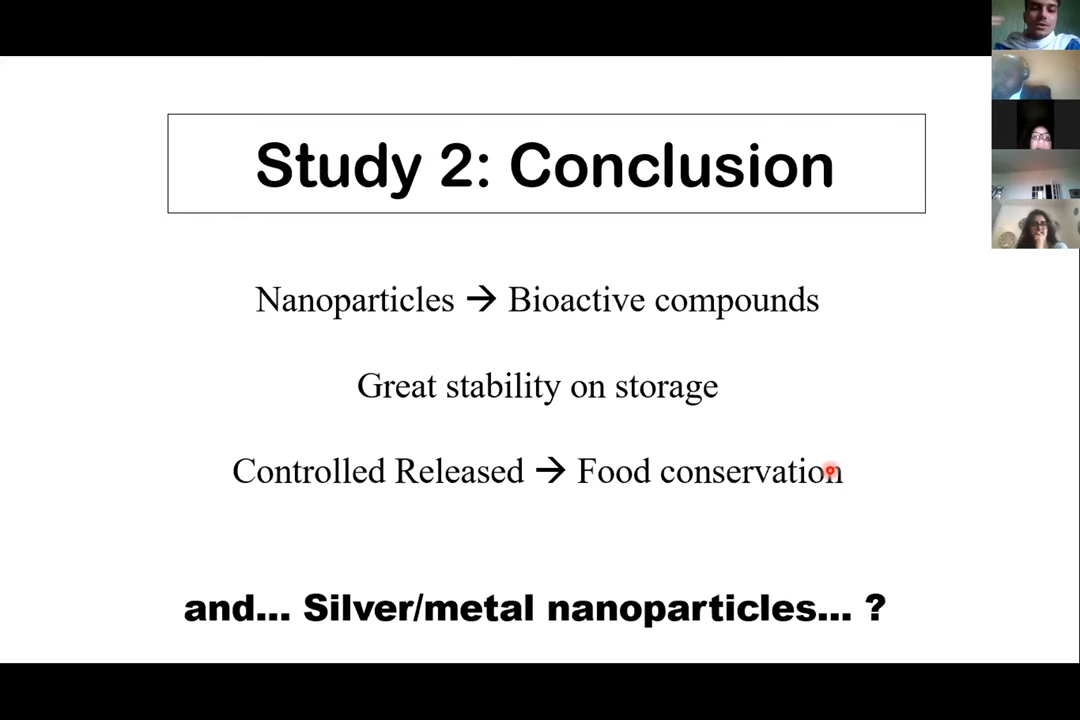 Study 2: Conclusion
Nanoparticles → Bioactive compounds
Great stability on storage
Controlled Released → Food conservation
and... Silver/metal nanoparticles... ?